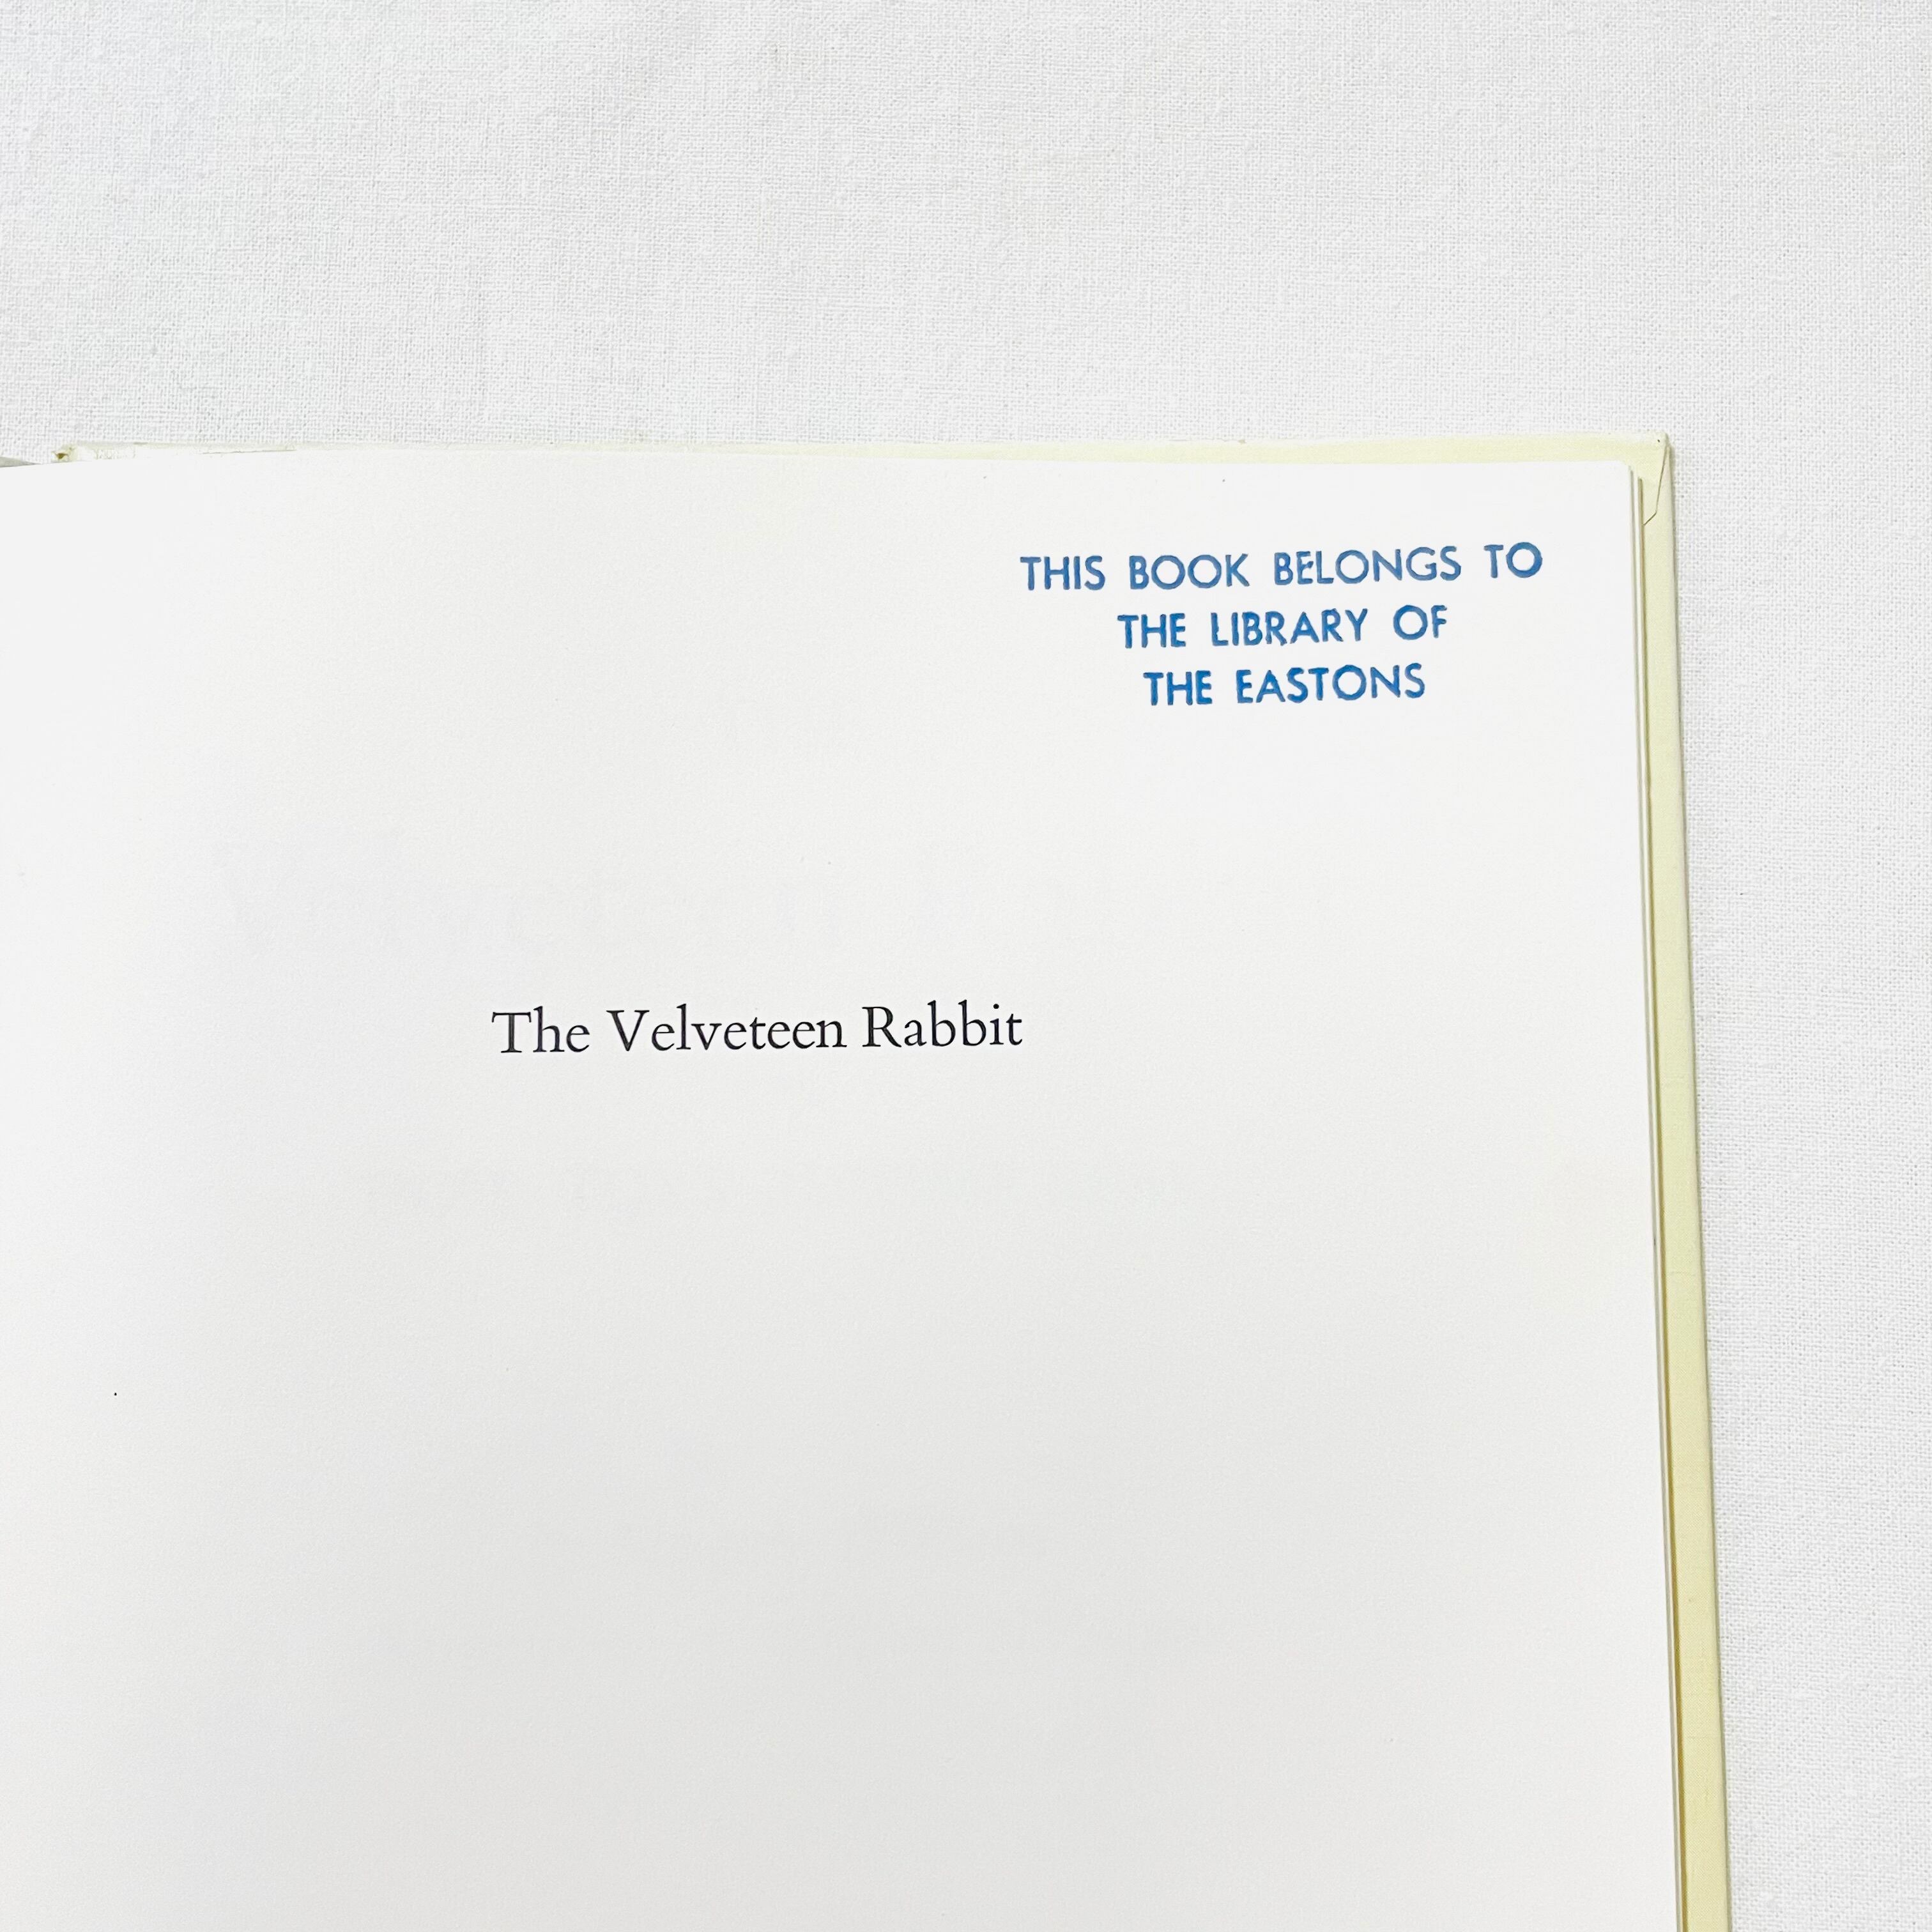 THIS BOOK BELONGS TO
THE LIBRARY OF
THE EASTONS
The Velveteen Rabbit